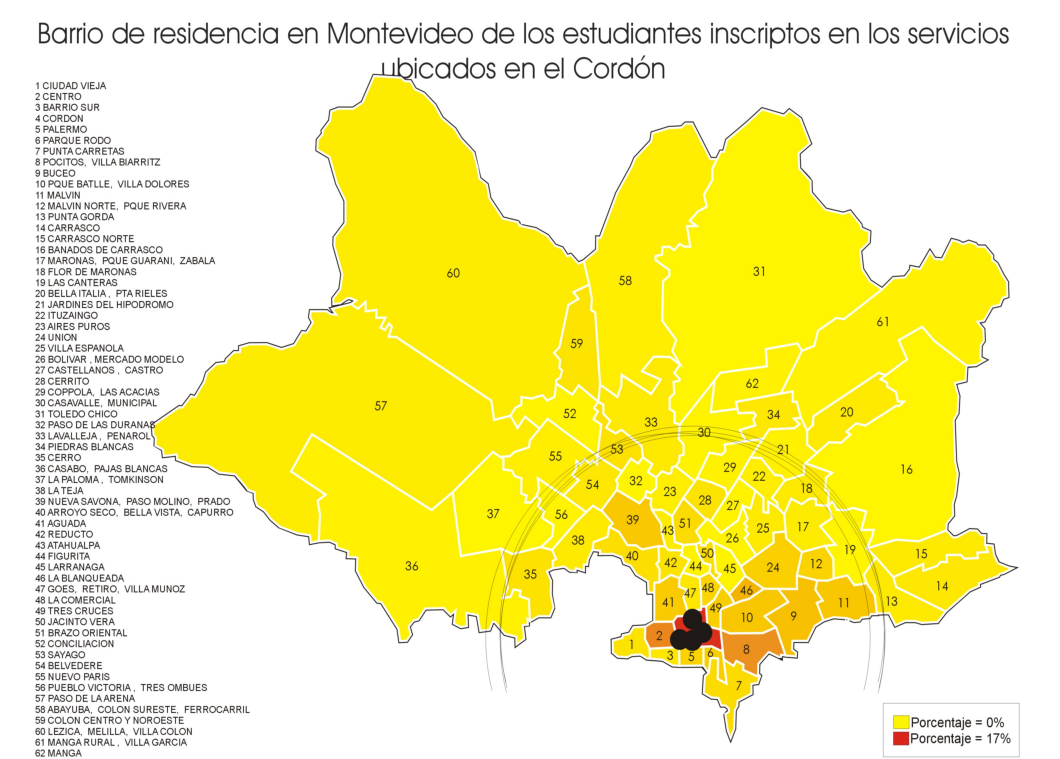 Barrio de residencia en Montevideo de los estudiantes inscriptos en los servicios
ubicados en el Cordón
1 CIUDAD VIEJA
2 CENTRO
3 BARRIO SUR
4 CORDON
5 PALERMO
6 PARQUE RODO
7 PUNTA CARRETAS
8 POCITOS, VILLA BIARRITZ
9 BUCEO
10 PQUE BATLLE, VILLA DOLORES
11 MALVIN
12 MALVIN NORTE, PQUE RIVERA
13 PUNTA GORDA
14 CARRASCO
15 CARRASCO NORTE
16 BANADOS DE CARRASCO
17 MARONAS, PQUE GUARANI, ZABALA
18 FLOR DE MARONAS
19 LAS CANTERAS
20 BELLA ITALIA , PTA RIELES
21 JARDINES DEL HIPODROMO
22 ITUZAINGO
23 AIRES PUROS
24 UNION
25 VILLA ESPANOLA
26 BOLIVAR , MERCADO MODELO
27 CASTELLANOS , CASTRO
28 CERRITO
29 COPPOLA, LAS ACACIAS
30 CASAVALLE, MUNICIPAL
31 TOLEDO CHICO
32 PASO DE LAS DURANAS
33 LAVALLEJA , PENAROL
34 PIEDRAS BLANCAS
35 CERRO
36 CASABO, PAJAS BLANCAS
37 LA PALOMA , TOMKINSON
38 LA TEJA
39 NUEVA SAVONA, PASO MOLINO, PRADO
40 ARROYO SECO, BELLA VISTA, CAPURRO
41 AGUADA
42 REDUCTO
43 ATAHUALPA
44 FIGURITA
45 LARRANAGA
46 LA BLANQUEADA
47 GOES, RETIRO, VILLA MUNOZ
48 LA COMERCIAL
49 TRES CRUCES
50 JACINTO VERA
51 BRAZO ORIENTAL
52 CONCILIACION
53 SAYAGO
54 BELVEDERE
55 NUEVO PARIS
56 PUEBLO VICTORIA , TRES OMBUES
57 PASO DE LA ARENA
58 ABAYUBA, COLON SURESTE, FERROCARRIL
59 COLON CENTRO Y NOROESTE
60 LEZICA, MELILLA, VILLA COLON
61 MANGA RURAL , VILLA GARCIA
62 MANGA
60
58
31
61
59
62
57
52
33
34
20
30
53
21
55
29
16
22
54
32
23
18
28
27
37
56
39
43
51
25
17
38
26
19
40
50
15
42
44
45
24
12
36
35
14
47
48
46
41
49
11
13
10
9
2
1
3
5
6
8
7
Porcentaje = 0%
Porcentaje = 17%